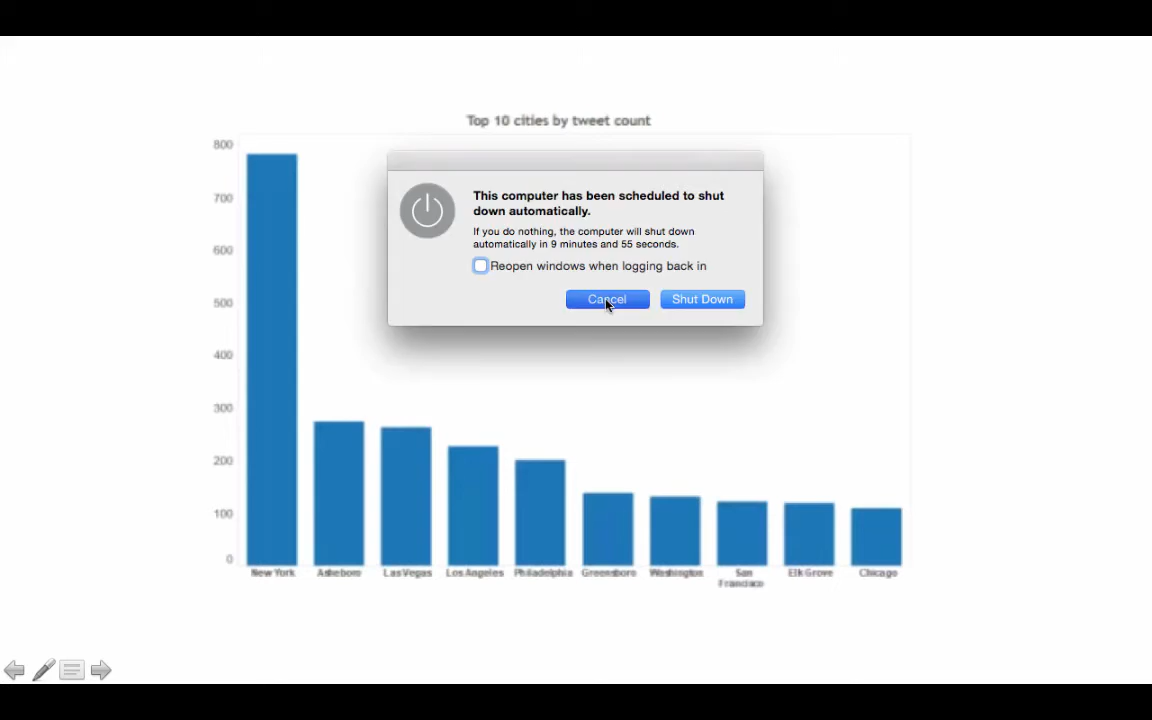 Top 10 cities by tweet count
800
700
600
500
400
300
200
100
0
This computer has been scheduled to shut
down automatically.
If you do nothing, the computer will shut down
automatically in 9 minutes and 55 seconds.
Reopen windows when logging back in
Cancel Shut Down
New York Asheboro Las Vegas Los Angeles Philadelphia Greensboro Washington San Francisco Elk Grove Chicago